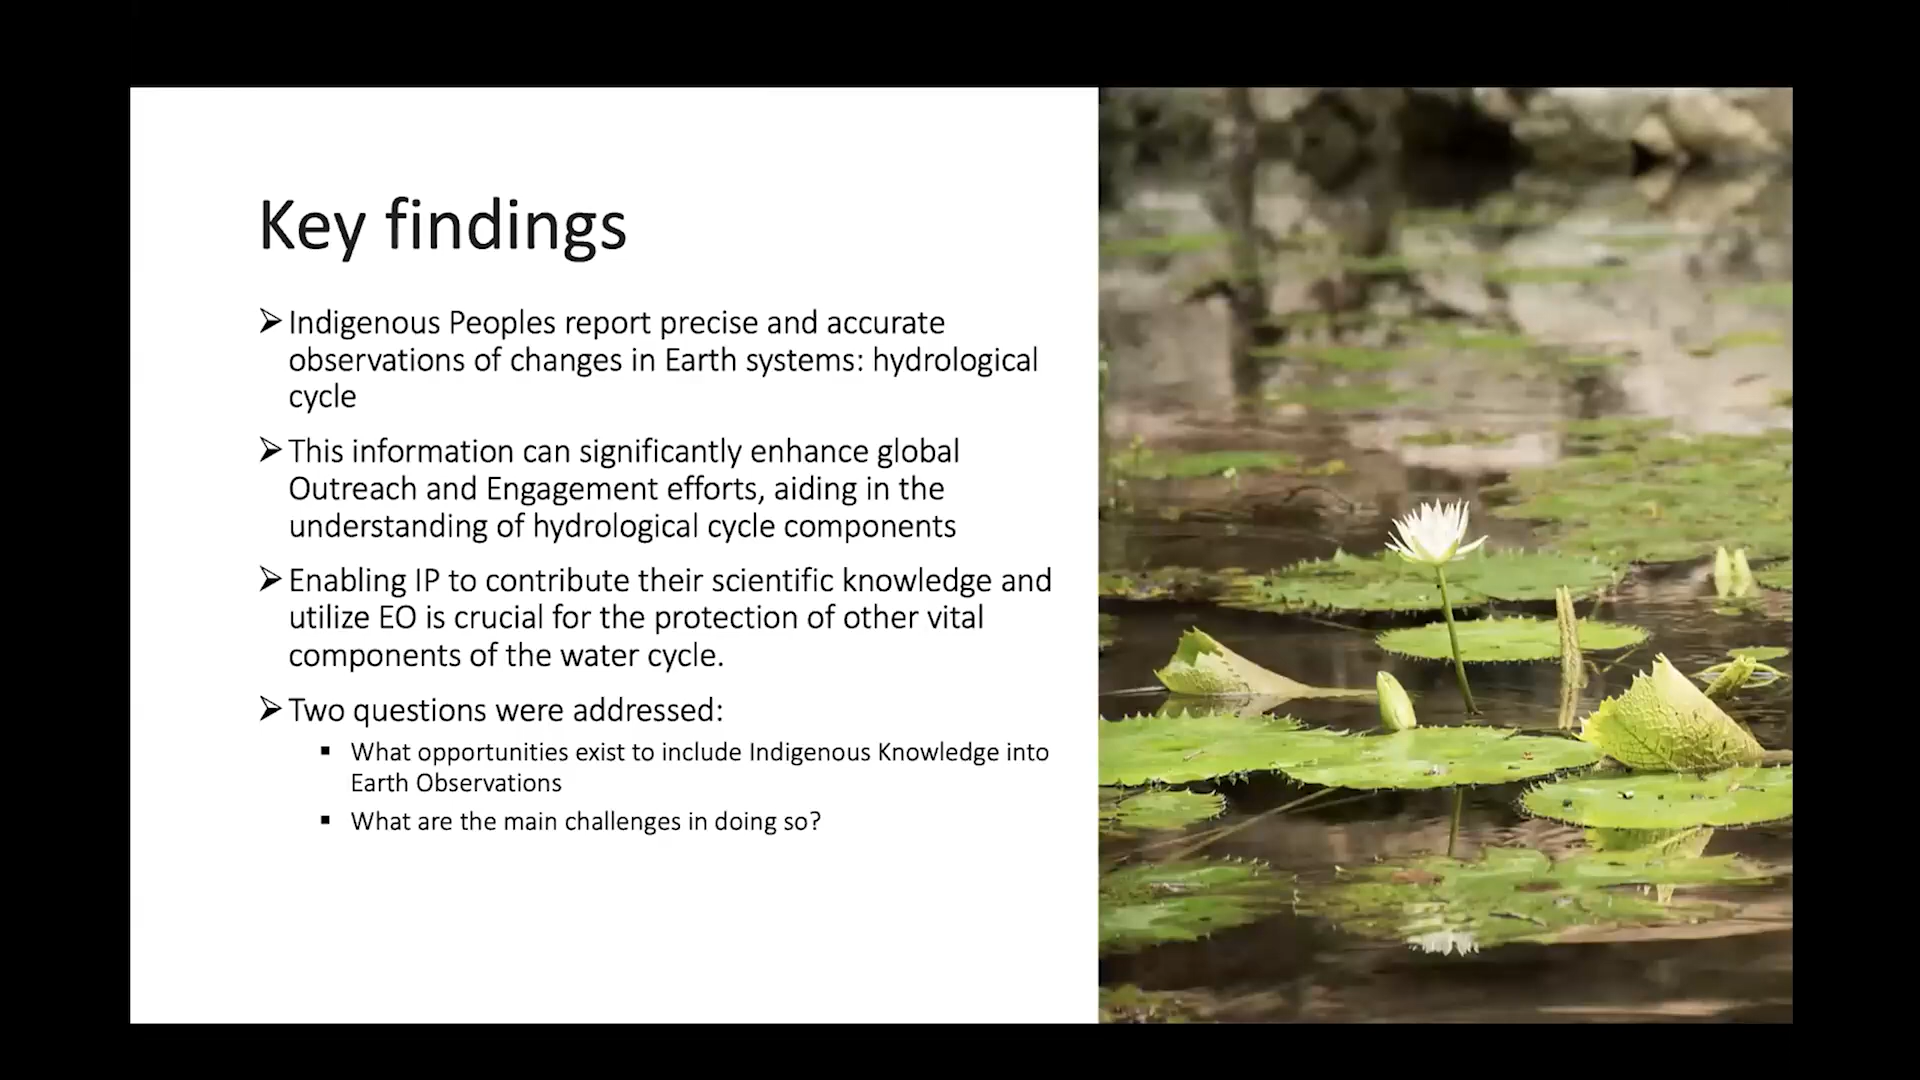 Key findings
➢ Indigenous Peoples report precise and accurate
observations of changes in Earth systems: hydrological
cycle
➢ This information can significantly enhance global
Outreach and Engagement efforts, aiding in the
understanding of hydrological cycle components
➢ Enabling IP to contribute their scientific knowledge and
utilize EO is crucial for the protection of other vital
components of the water cycle.
➢ Two questions were addressed:
▪ What opportunities exist to include Indigenous Knowledge into
Earth Observations
▪ What are the main challenges in doing so?